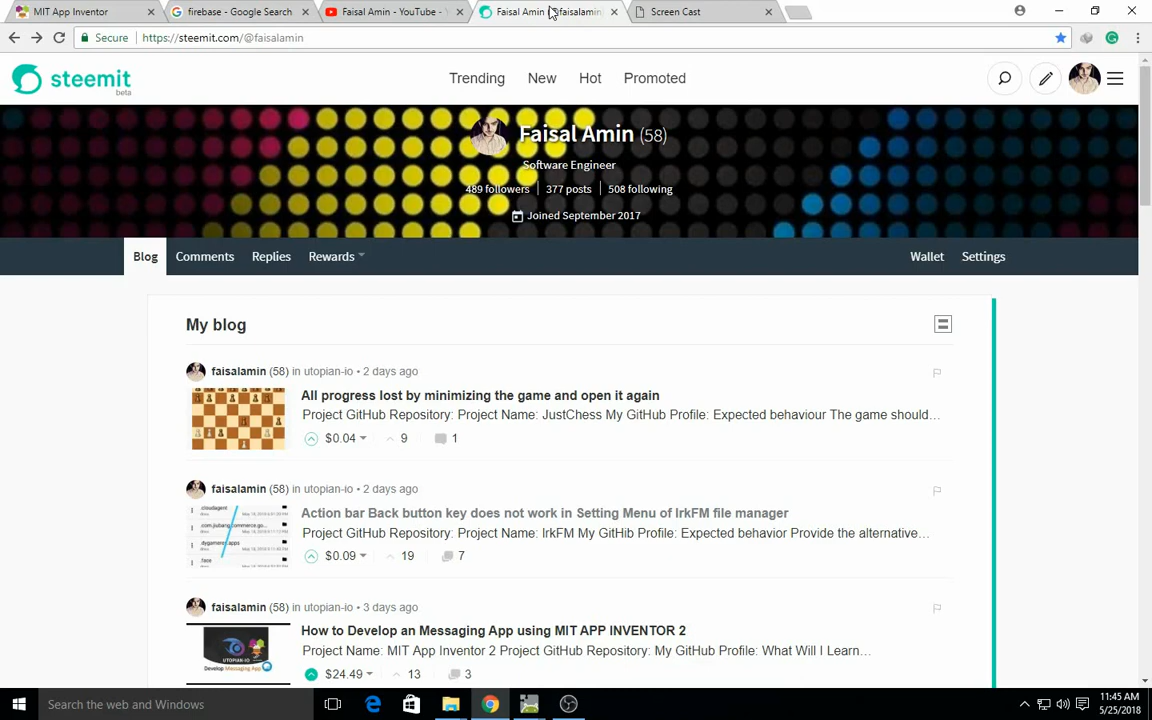 MIT App Inventor
firebase - Google Search
Faisal Amin - YouTube -
Faisal Amin
Screen Cast
Secure
https://steemit.com/@faisalamin
steemit
beta
Trending
New
Hot
Promoted
Faisal Amin (58)
Software Engineer
489 followers
377 posts
508 following
Joined September 2017
Blog
Comments
Replies
Rewards
Wallet
Settings
My blog
faisalamin (58) in utopian-io • 2 days ago
All progress lost by minimizing the game and open it again
Project GitHub Repository: Project Name: JustChess My GitHub Profile: Expected behaviour The game should...
$0.04
9
1
faisalamin (58) in utopian-io • 2 days ago
Action bar Back button key does not work in Setting Menu of IrkFM file manager
Project GitHub Repository: Project Name: IrkFM My GitHib Profile: Expected behavior Provide the alternative...
$0.09
19
7
faisalamin (58) in utopian-io • 3 days ago
How to Develop an Messaging App using MIT APP INVENTOR 2
Project Name: MIT App Inventor 2 Project GitHub Repository: My GitHub Profile: What Will I Learn...
UTOPIAN-IO
Develop Messaging App
$24.49
13
3
Search the web and Windows
11:45 AM
5/25/2018